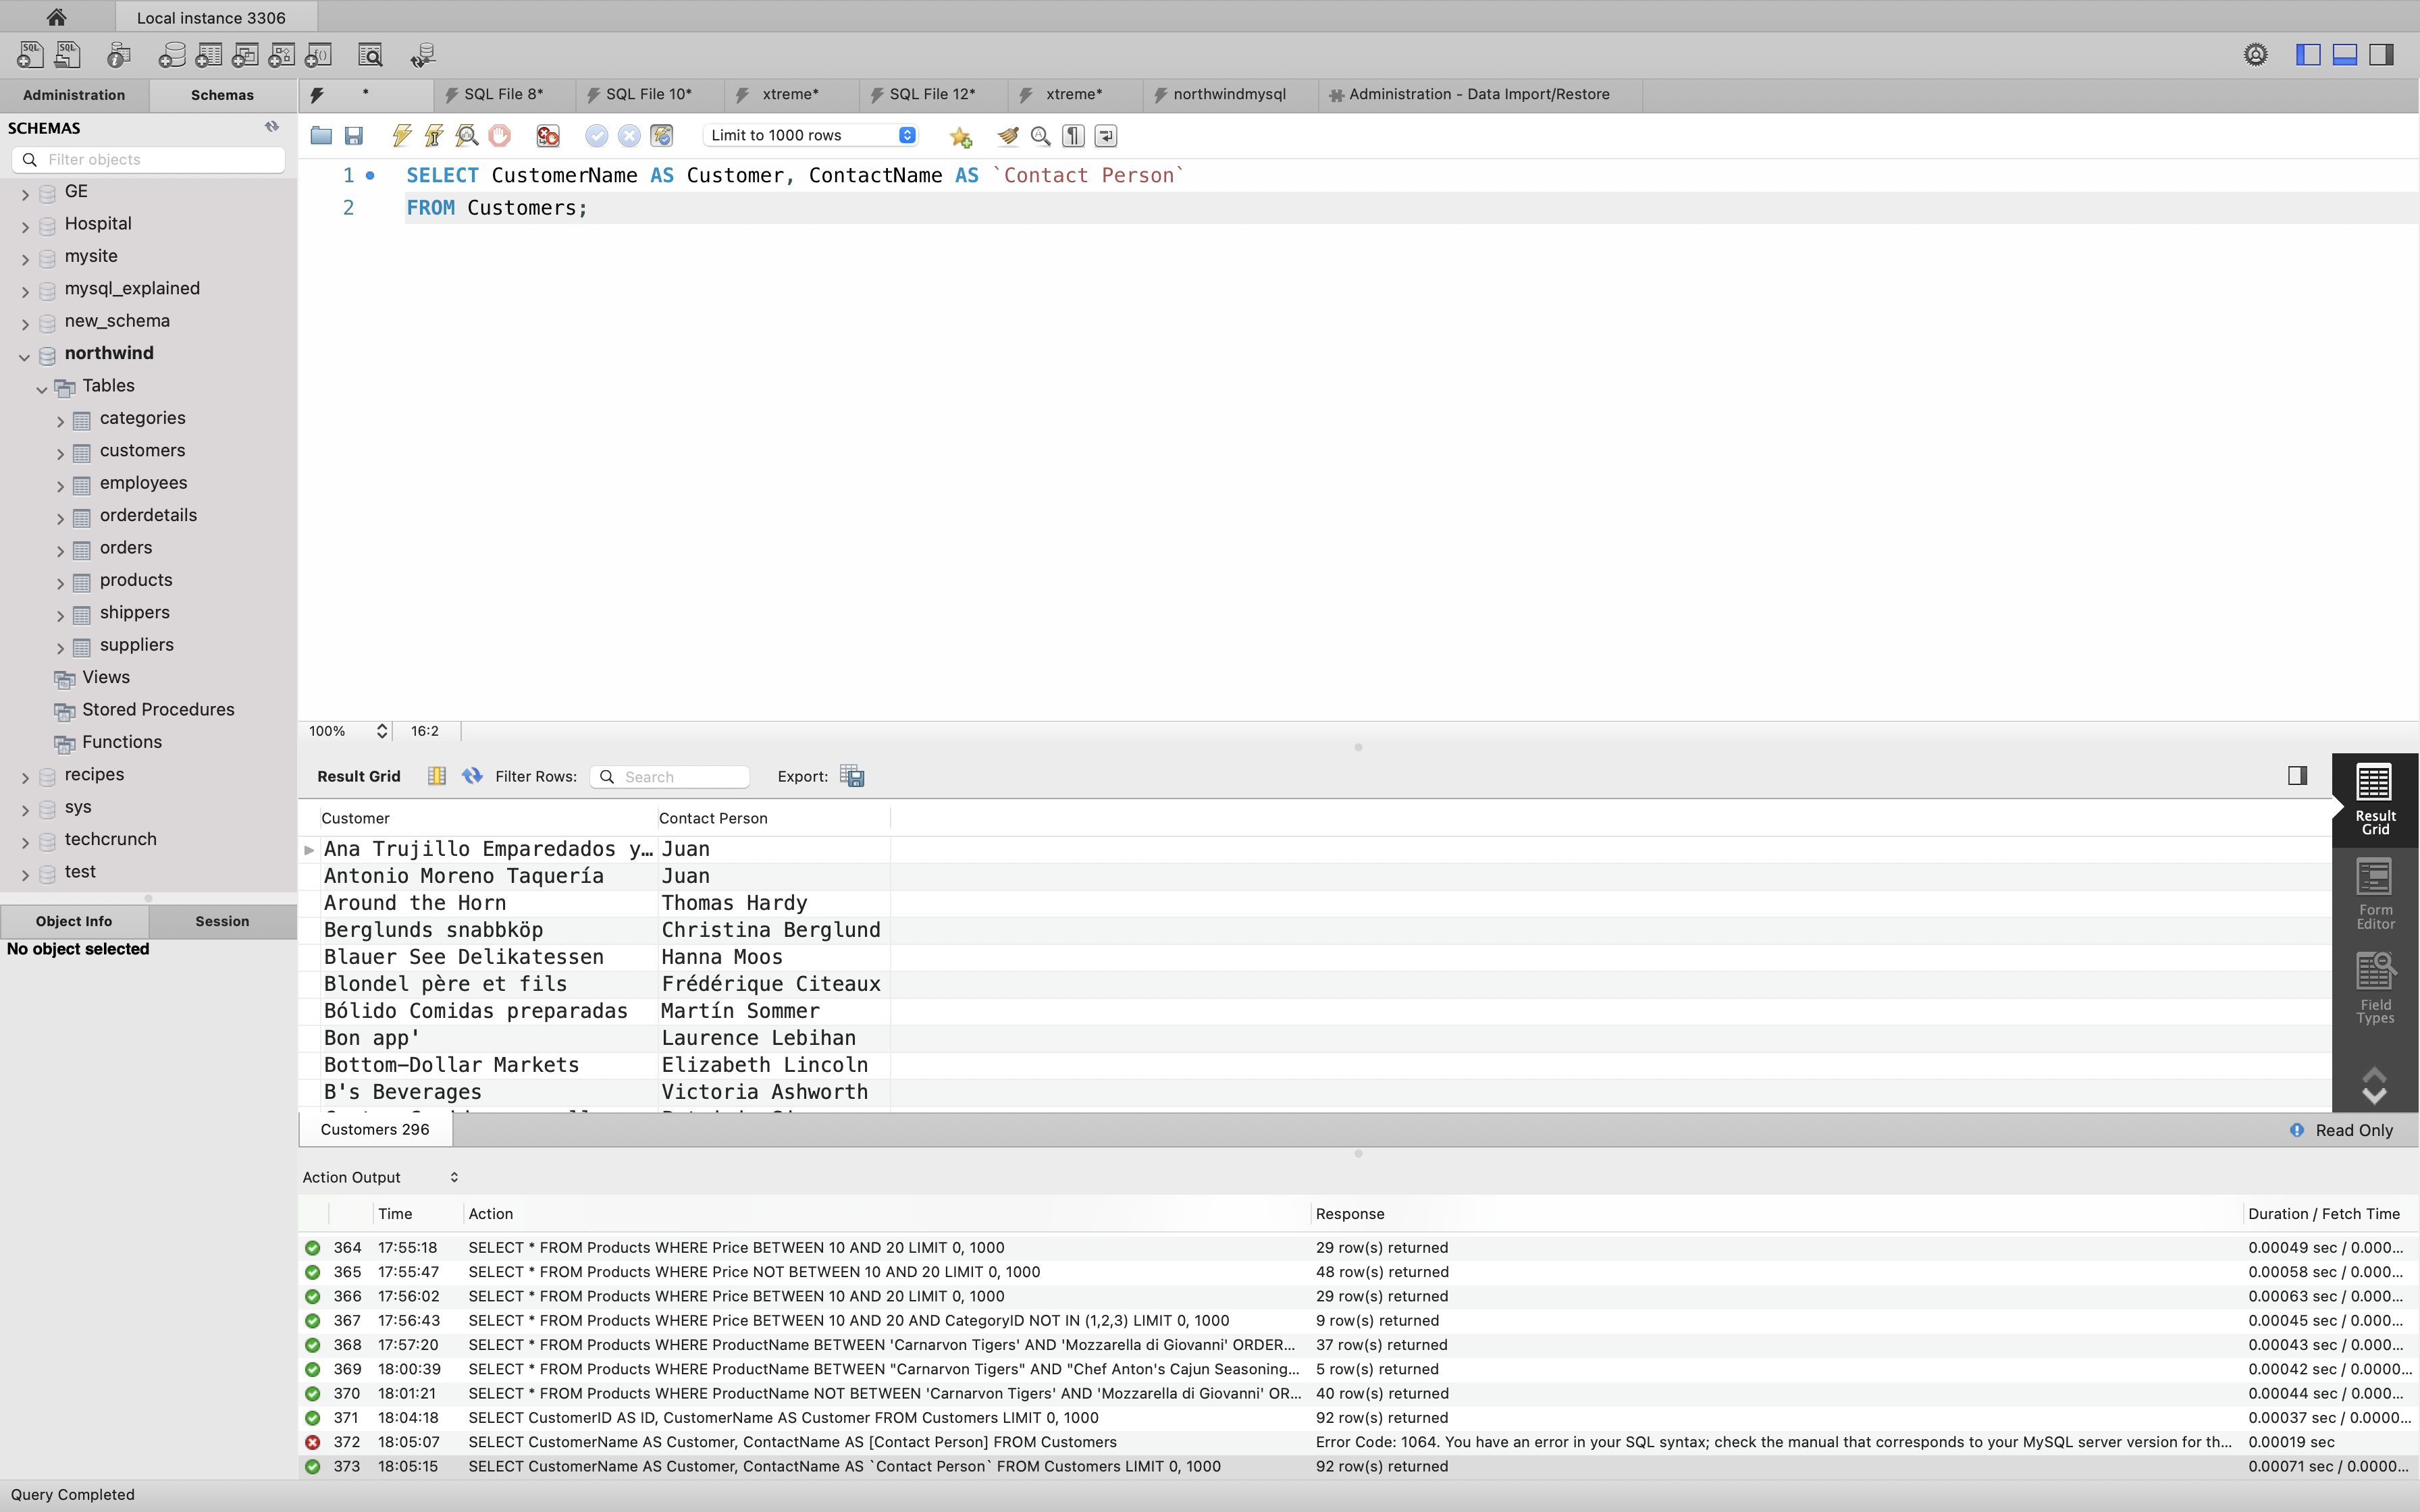 Local instance 3306
Administration
Schemas
*
SQL File 8*
SQL File 10*
xtreme*
SQL File 12*
xtreme*
northwindmysql
Administration - Data Import/Restore
SCHEMAS
Filter objects
GE
Hospital
mysite
mysql_explained
new_schema
northwind
Tables
categories
customers
employees
orderdetails
orders
products
shippers
suppliers
Views
Stored Procedures
Functions
recipes
sys
techcrunch
test
Object Info
Session
No object selected
Limit to 1000 rows
1 SELECT CustomerName AS Customer, ContactName AS `Contact Person`
2 FROM Customers;
100%
16:2
Result Grid
Filter Rows:
Search
Export:
Customer Contact Person
Ana Trujillo Emparedados y... Juan
Antonio Moreno Taquería Juan
Around the Horn Thomas Hardy
Berglunds snabbköp Christina Berglund
Blauer See Delikatessen Hanna Moos
Blondel père et fils Frédérique Citeaux
Bólido Comidas preparadas Martín Sommer
Bon app' Laurence Lebihan
Bottom-Dollar Markets Elizabeth Lincoln
B's Beverages Victoria Ashworth
Result
Grid
Form
Editor
Field
Types
Customers 296
Read Only
Action Output
Time Action Response Duration / Fetch Time
364 17:55:18 SELECT * FROM Products WHERE Price BETWEEN 10 AND 20 LIMIT 0, 1000 29 row(s) returned 0.00049 sec / 0.000...
365 17:55:47 SELECT * FROM Products WHERE Price NOT BETWEEN 10 AND 20 LIMIT 0, 1000 48 row(s) returned 0.00058 sec / 0.000...
366 17:56:02 SELECT * FROM Products WHERE Price BETWEEN 10 AND 20 LIMIT 0, 1000 29 row(s) returned 0.00063 sec / 0.000...
367 17:56:43 SELECT * FROM Products WHERE Price BETWEEN 10 AND 20 AND CategoryID NOT IN (1,2,3) LIMIT 0, 1000 9 row(s) returned 0.00045 sec / 0.000...
368 17:57:20 SELECT * FROM Products WHERE ProductName BETWEEN 'Carnarvon Tigers' AND 'Mozzarella di Giovanni' ORDER... 37 row(s) returned 0.00043 sec / 0.000...
369 18:00:39 SELECT * FROM Products WHERE ProductName BETWEEN "Carnarvon Tigers" AND "Chef Anton's Cajun Seasoning... 5 row(s) returned 0.00042 sec / 0.0000...
370 18:01:21 SELECT * FROM Products WHERE ProductName NOT BETWEEN 'Carnarvon Tigers' AND 'Mozzarella di Giovanni' OR... 40 row(s) returned 0.00044 sec / 0.000...
371 18:04:18 SELECT CustomerID AS ID, CustomerName AS Customer FROM Customers LIMIT 0, 1000 92 row(s) returned 0.00037 sec / 0.0000...
372 18:05:07 SELECT CustomerName AS Customer, ContactName AS [Contact Person] FROM Customers Error Code: 1064. You have an error in your SQL syntax; check the manual that corresponds to your MySQL server version for th... 0.00019 sec
373 18:05:15 SELECT CustomerName AS Customer, ContactName AS `Contact Person` FROM Customers LIMIT 0, 1000 92 row(s) returned 0.00071 sec / 0.0000...
Query Completed